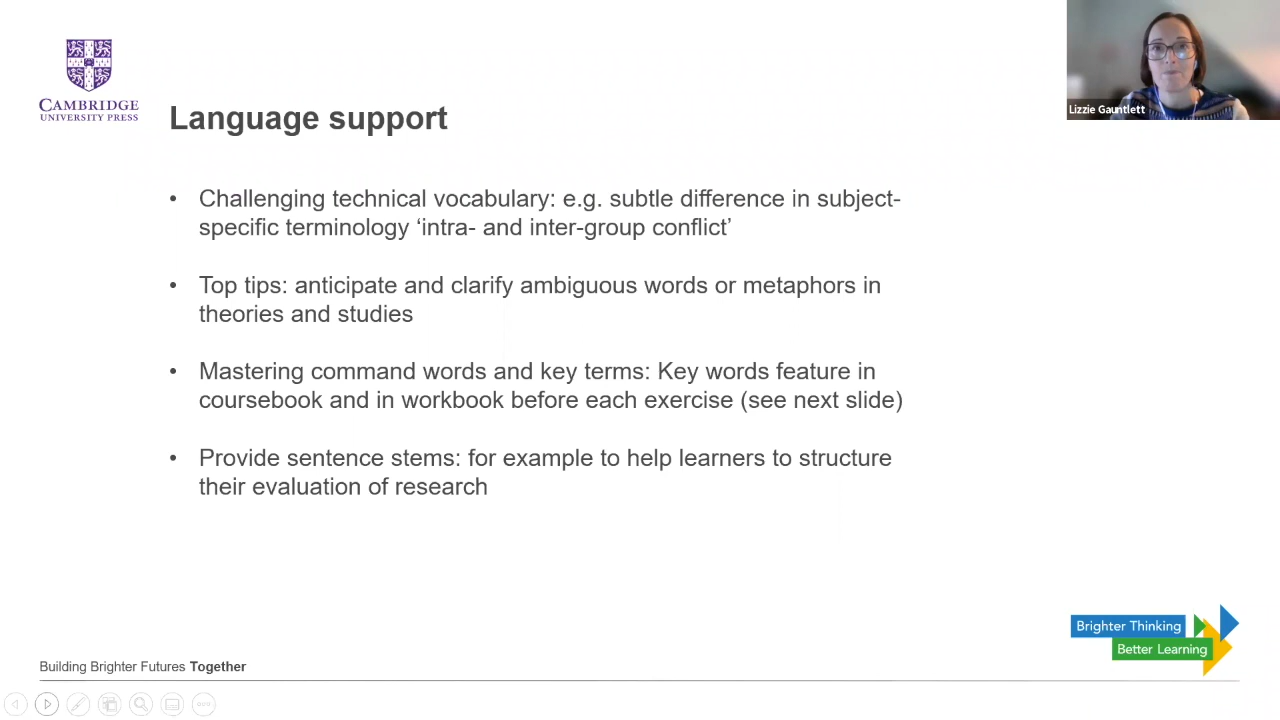 CAMBRIDGE
UNIVERSITY PRESS
Language support
Lizzie Gauntlett
• Challenging technical vocabulary: e.g. subtle difference in subject-
specific terminology ‘intra- and inter-group conflict’
• Top tips: anticipate and clarify ambiguous words or metaphors in
theories and studies
• Mastering command words and key terms: Key words feature in
coursebook and in workbook before each exercise (see next slide)
• Provide sentence stems: for example to help learners to structure
their evaluation of research
Brighter Thinking
Better Learning
Building Brighter Futures Together